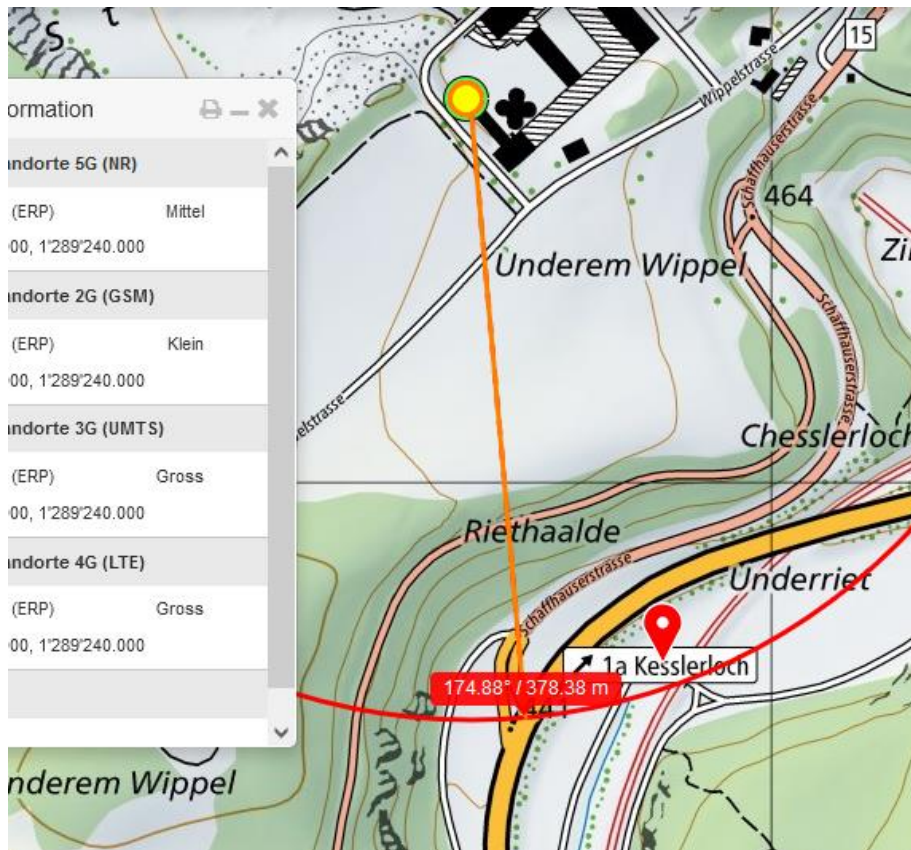 s t
15
ormation
Wippelstrasse
Schaffhauserstrasse
andorte 5G (NR)
(ERP) Mittel
464
00, 1'289'240.000
Underem Wippel
Zi
andorte 2G (GSM)
(ERP) Klein
Schaffhauserstrasse
00, 1'289'240.000
elstrasse
andorte 3G (UMTS)
Chesslerloch
(ERP) Gross
00, 1'289'240.000
Riethaalde
andorte 4G (LTE)
Schaffhauserstrasse
Underriet
(ERP) Gross
00, 1'289'240.000
1a Kesslerloch
174.88° / 378.38 m
441
nderem Wippel